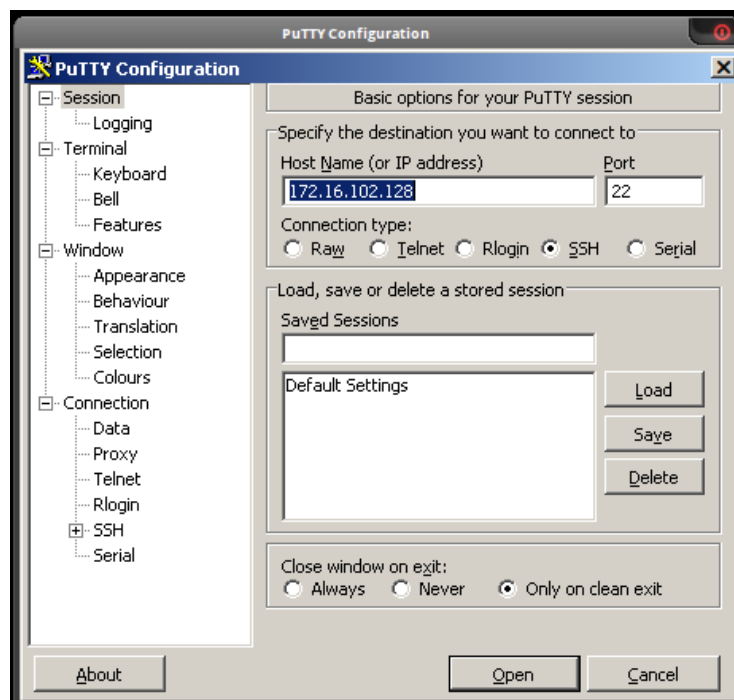 PuTTY Configuration
PuTTY Configuration
Session
Logging
Terminal
Keyboard
Bell
Features
Window
Appearance
Behaviour
Translation
Selection
Colours
Connection
Data
Proxy
Telnet
Rlogin
SSH
Serial
Basic options for your PuTTY session
Specify the destination you want to connect to
Host Name (or IP address) Port
172.16.102.128 22
Connection type:
Raw Telnet Rlogin SSH Serial
Load, save or delete a stored session
Saved Sessions
Default Settings
Load
Save
Delete
Close window on exit:
Always Never Only on clean exit
About Open Cancel